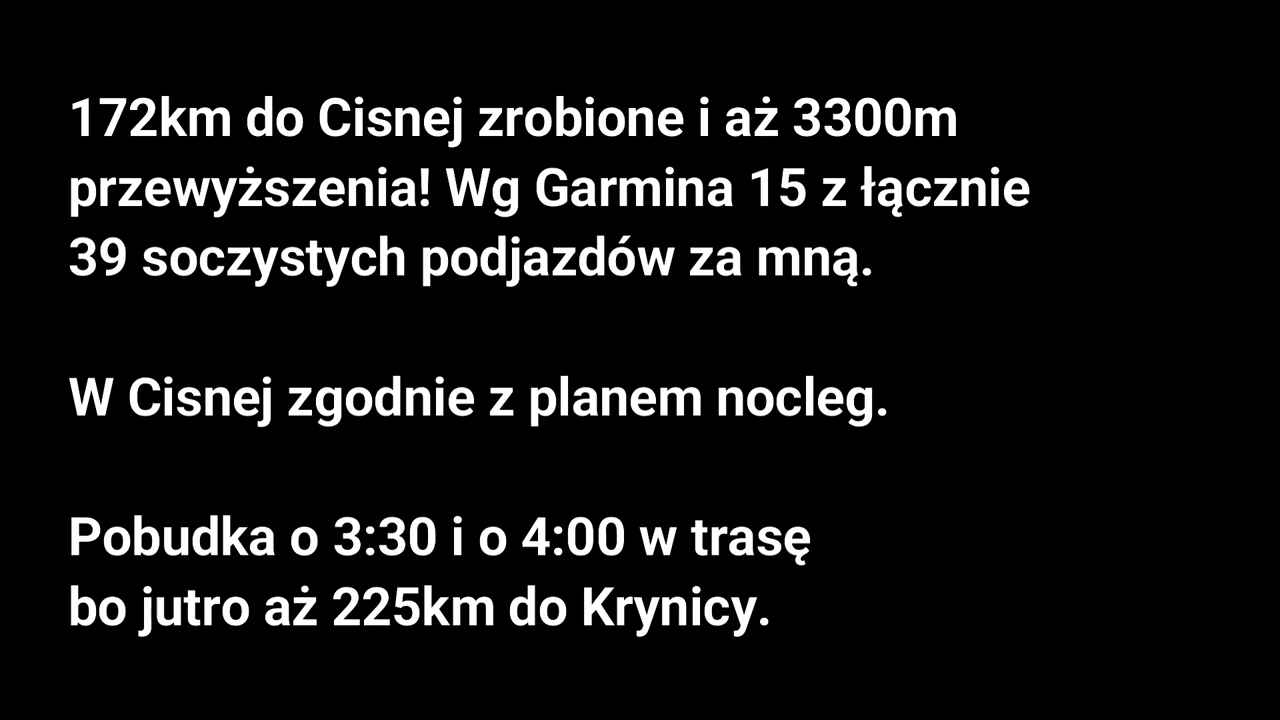 172km do Cisnej zrobione i aż 3300m
przewyższenia! Wg Garmina 15 z łącznie
39 soczystych podjazdów za mną.
W Cisnej zgodnie z planem nocleg.
Pobudka o 3:30 i o 4:00 w trasę
bo jutro aż 225km do Krynicy.